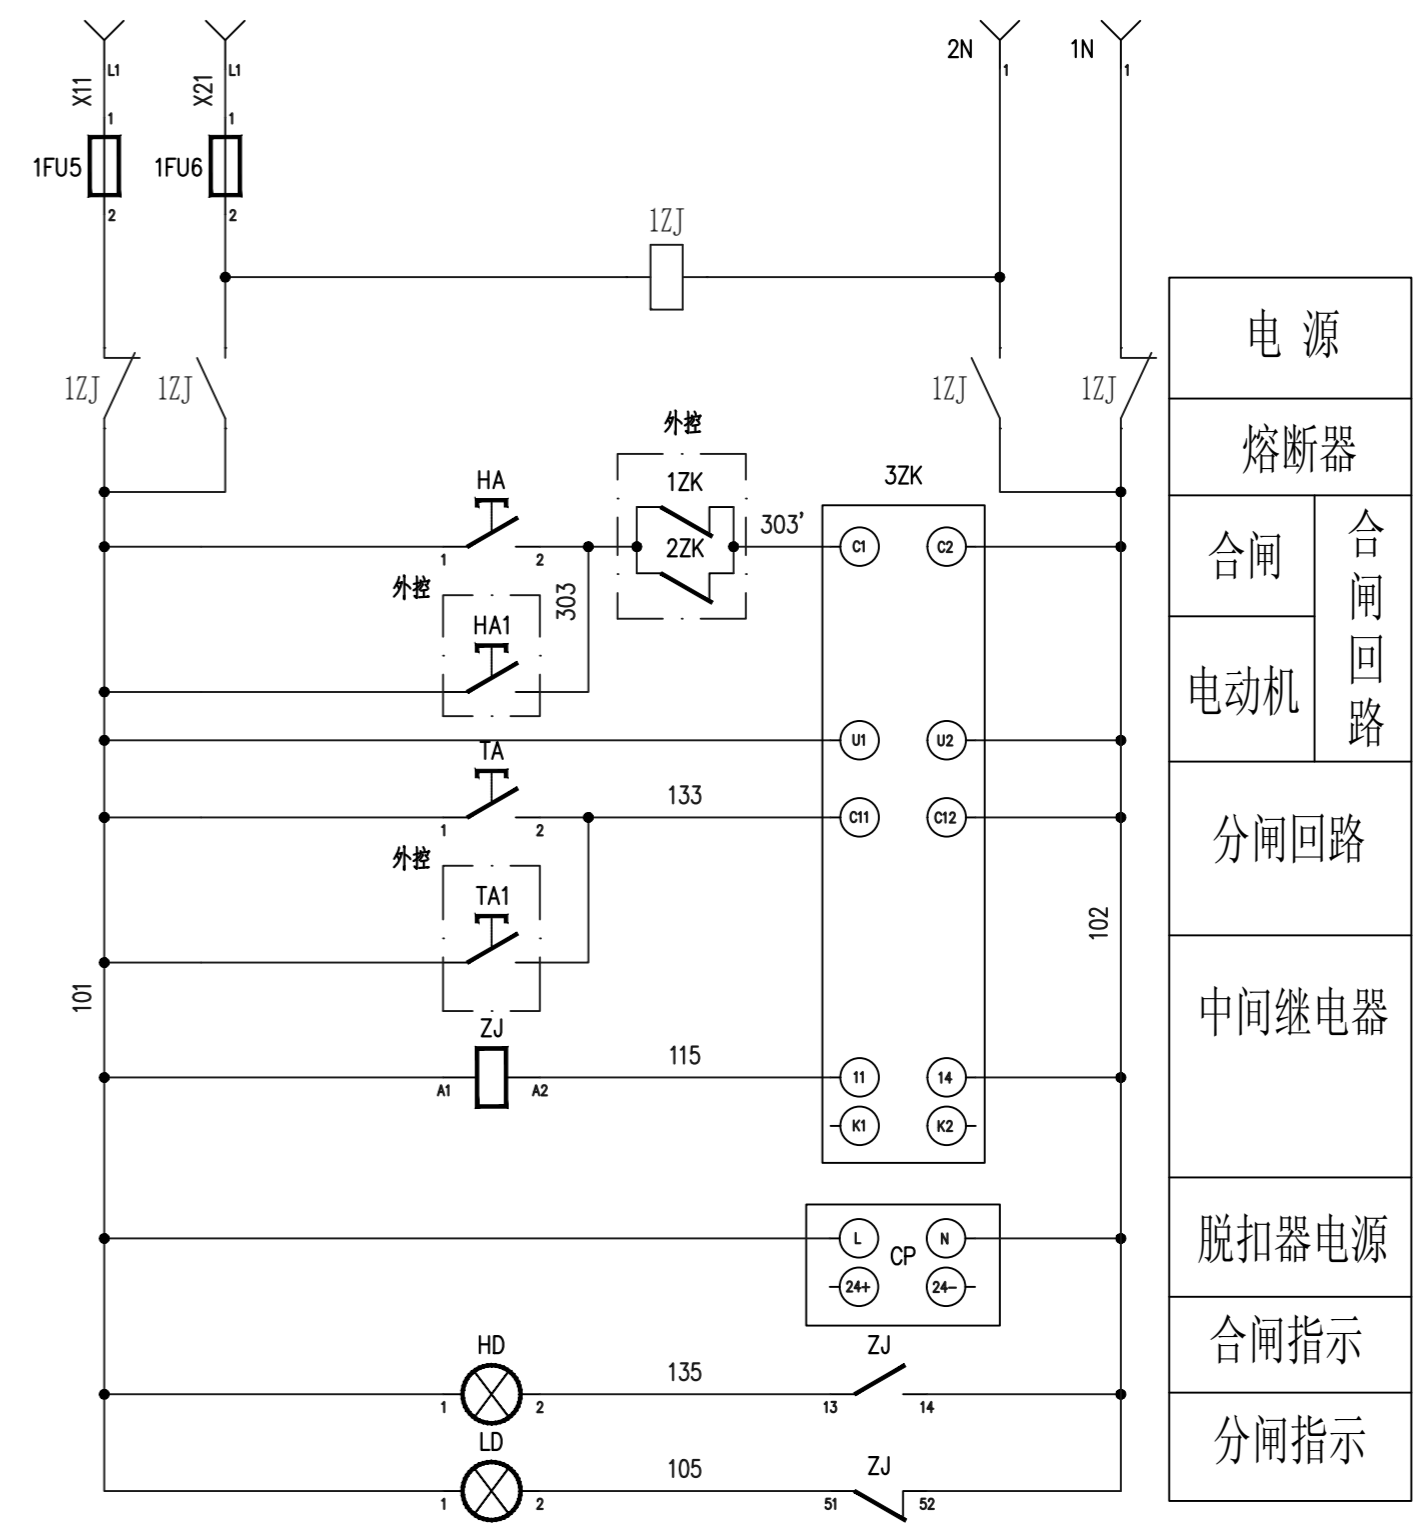 2N
1N
L1
L1
1
1
X11
X21
1
1
1FU5
1FU6
2
2
1ZJ
电 源
1ZJ
1ZJ
1ZJ
1ZJ
外控
熔断器
HA
1ZK
3ZK
303'
1
2
2ZK
C1
C2
合闸
合闸回路
外控
303
HA1
电动机
U1
U2
TA
133
1
2
C11
C12
分闸回路
外控
TA1
102
101
中间继电器
ZJ
115
A1
A2
11
14
K1
K2
L
N
CP
24+
24-
脱扣器电源
HD
ZJ
135
1
2
13
14
合闸指示
LD
ZJ
105
1
2
51
52
分闸指示